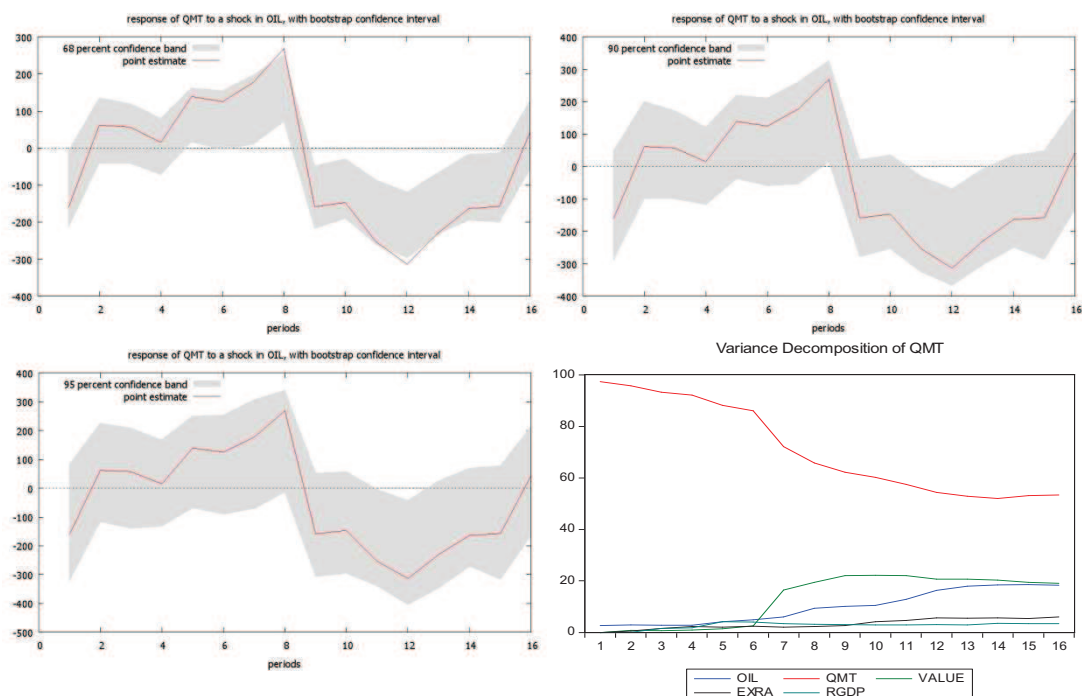 response of QMT to a shock in OIL, with bootstrap confidence interval
300
200
100
0
-100
-200
-300
-400
68 percent confidence band
point estimate
0 2 4 6 8 10 12 14 16
periods
response of QMT to a shock in OIL, with bootstrap confidence interval
400
300
200
100
0
-100
-200
-300
-400
90 percent confidence band
point estimate
0 2 4 6 8 10 12 14 16
periods
response of QMT to a shock in OIL, with bootstrap confidence interval
400
300
200
100
0
-100
-200
-300
-400
-500
95 percent confidence band
point estimate
0 2 4 6 8 10 12 14 16
periods
Variance Decomposition of QMT
100
80
60
40
20
0
1 2 3 4 5 6 7 8 9 10 11 12 13 14 15 16
OIL QMT VALUE
EXRA RGDP